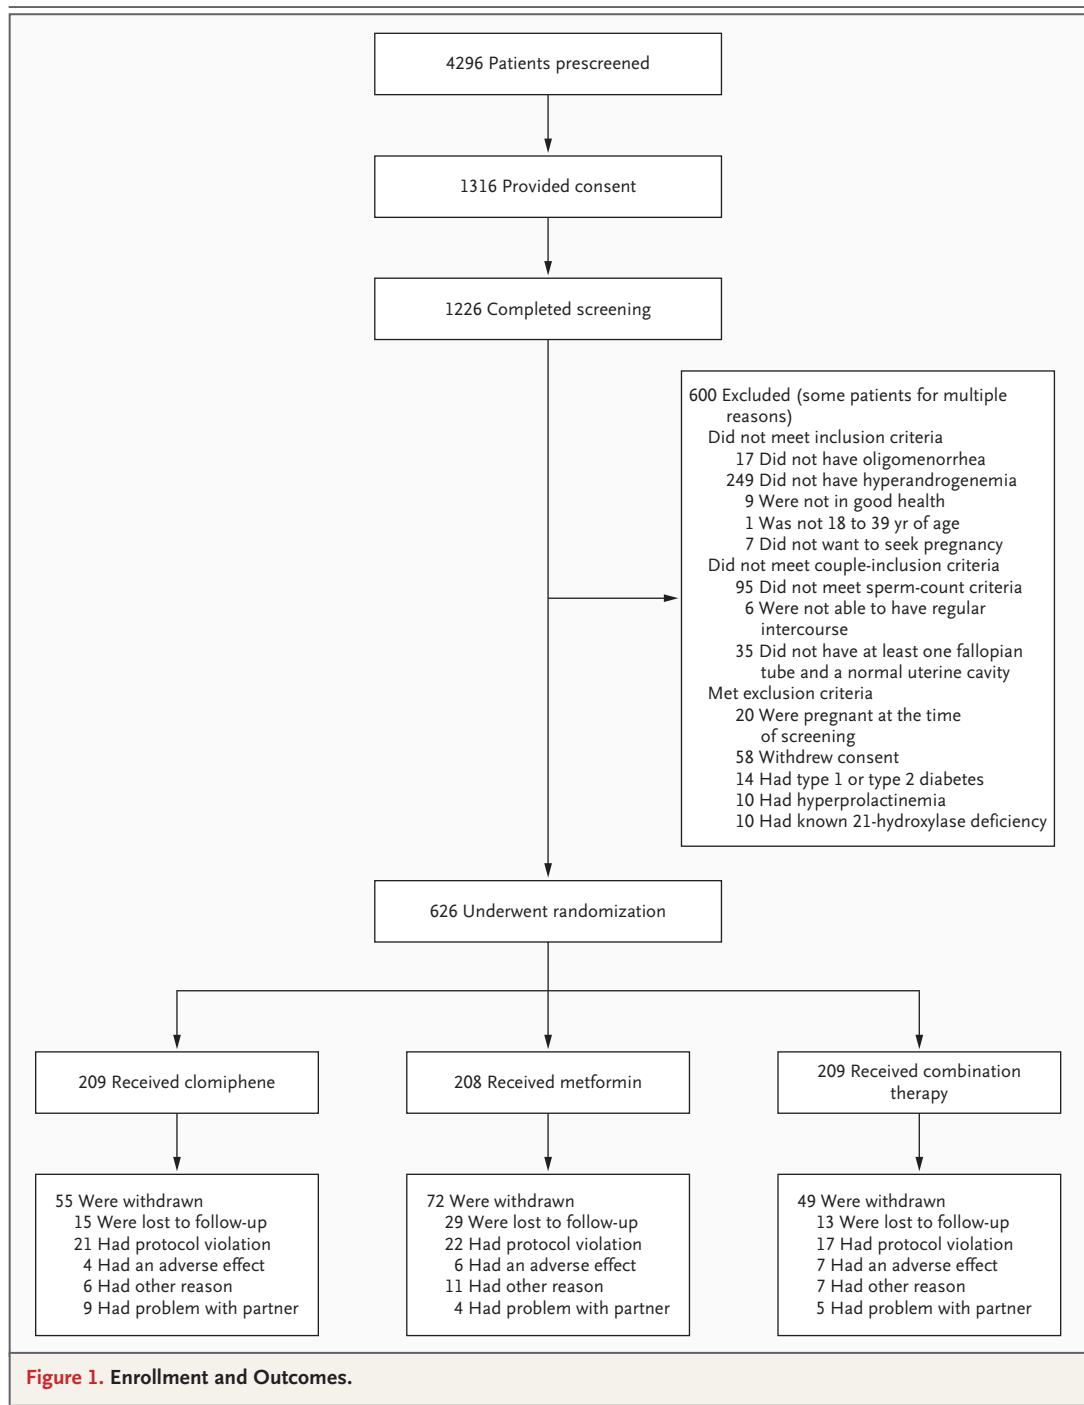 4296 Patients prescreened
1316 Provided consent
1226 Completed screening
600 Excluded (some patients for multiple
reasons)
Did not meet inclusion criteria
17 Did not have oligomenorrhea
249 Did not have hyperandrogenemia
9 Were not in good health
1 Was not 18 to 39 yr of age
7 Did not want to seek pregnancy
Did not meet couple-inclusion criteria
95 Did not meet sperm-count criteria
6 Were not able to have regular
intercourse
35 Did not have at least one fallopian
tube and a normal uterine cavity
Met exclusion criteria
20 Were pregnant at the time
of screening
58 Withdrew consent
14 Had type 1 or type 2 diabetes
10 Had hyperprolactinemia
10 Had known 21-hydroxylase deficiency
626 Underwent randomization
209 Received clomiphene
208 Received metformin
209 Received combination
therapy
55 Were withdrawn
15 Were lost to follow-up
21 Had protocol violation
4 Had an adverse effect
6 Had other reason
9 Had problem with partner
72 Were withdrawn
29 Were lost to follow-up
22 Had protocol violation
6 Had an adverse effect
11 Had other reason
4 Had problem with partner
49 Were withdrawn
13 Were lost to follow-up
17 Had protocol violation
7 Had an adverse effect
7 Had other reason
5 Had problem with partner
Figure 1. Enrollment and Outcomes.